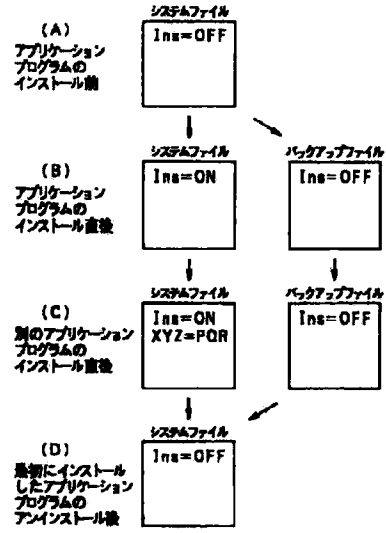 システムファイル
(A)
アプリケーション
プログラムの
インストール前
Ins=OFF
システムファイル
バックアップファイル
(B)
アプリケーション
プログラムの
インストール直後
Ins=ON
Ins=OFF
システムファイル
バックアップファイル
(C)
別のアプリケーション
プログラムの
インストール直後
Ins=ON
XYZ=PQR
Ins=OFF
システムファイル
(D)
最初にインストール
したアプリケーション
プログラムの
アンインストール後
Ins=OFF